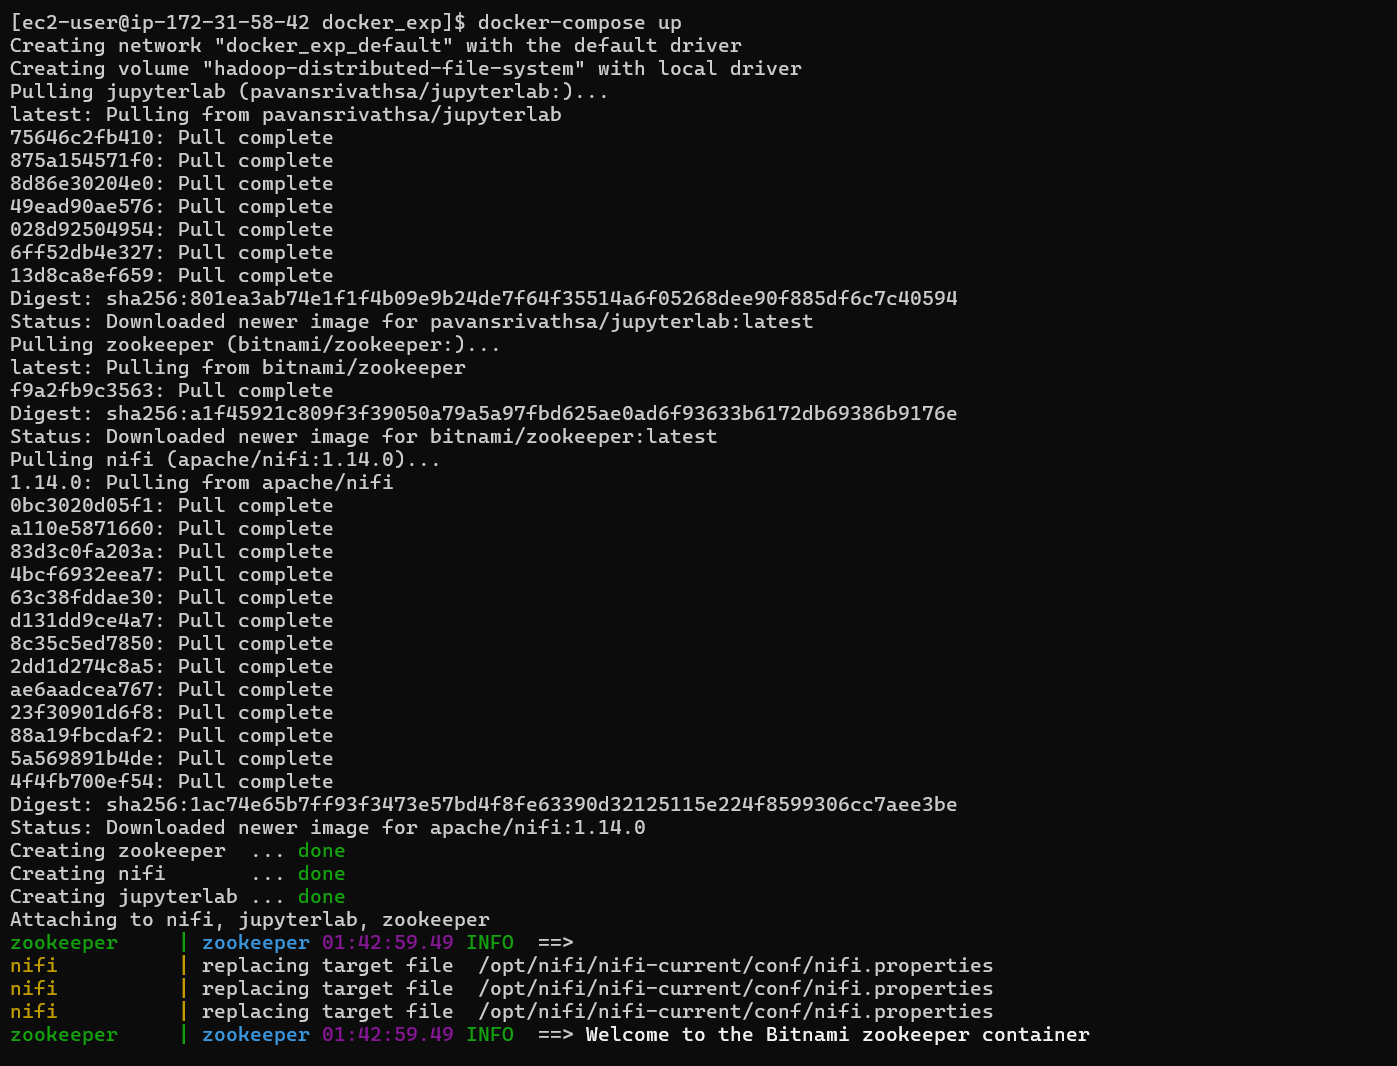 [ec2-user@ip-172-31-58-42 docker_exp]$ docker-compose up
Creating network "docker_exp_default" with the default driver
Creating volume "hadoop-distributed-file-system" with local driver
Pulling jupyterlab (pavansrivathsa/jupyterlab:)...
latest: Pulling from pavansrivathsa/jupyterlab
75646c2fb410: Pull complete
875a154571f0: Pull complete
8d86e30204e0: Pull complete
49ead90ae576: Pull complete
028d92504954: Pull complete
6ff52db4e327: Pull complete
13d8ca8ef659: Pull complete
Digest: sha256:801ea3ab74e1f1f4b09e9b24de7f64f35514a6f05268dee90f885df6c7c40594
Status: Downloaded newer image for pavansrivathsa/jupyterlab:latest
Pulling zookeeper (bitnami/zookeeper:)...
latest: Pulling from bitnami/zookeeper
f9a2fb9c3563: Pull complete
Digest: sha256:a1f45921c809f3f39050a79a5a97fbd625ae0ad6f93633b6172db69386b9176e
Status: Downloaded newer image for bitnami/zookeeper:latest
Pulling nifi (apache/nifi:1.14.0)...
1.14.0: Pulling from apache/nifi
0bc3020d05f1: Pull complete
a110e5871660: Pull complete
83d3c0fa203a: Pull complete
4bcf6932eea7: Pull complete
63c38fddae30: Pull complete
d131dd9ce4a7: Pull complete
8c35c5ed7850: Pull complete
2dd1d274c8a5: Pull complete
ae6aadcea767: Pull complete
23f30901d6f8: Pull complete
88a19fbcdaf2: Pull complete
5a569891b4de: Pull complete
4f4fb700ef54: Pull complete
Digest: sha256:1ac74e65b7ff93f3473e57bd4f8fe63390d32125115e224f8599306cc7aee3be
Status: Downloaded newer image for apache/nifi:1.14.0
Creating zookeeper  ... done
Creating nifi       ... done
Creating jupyterlab ... done
Attaching to nifi, jupyterlab, zookeeper
zookeeper     | zookeeper 01:42:59.49 INFO  ==>
nifi          | replacing target file  /opt/nifi/nifi-current/conf/nifi.properties
nifi          | replacing target file  /opt/nifi/nifi-current/conf/nifi.properties
nifi          | replacing target file  /opt/nifi/nifi-current/conf/nifi.properties
zookeeper     | zookeeper 01:42:59.49 INFO  ==> Welcome to the Bitnami zookeeper container